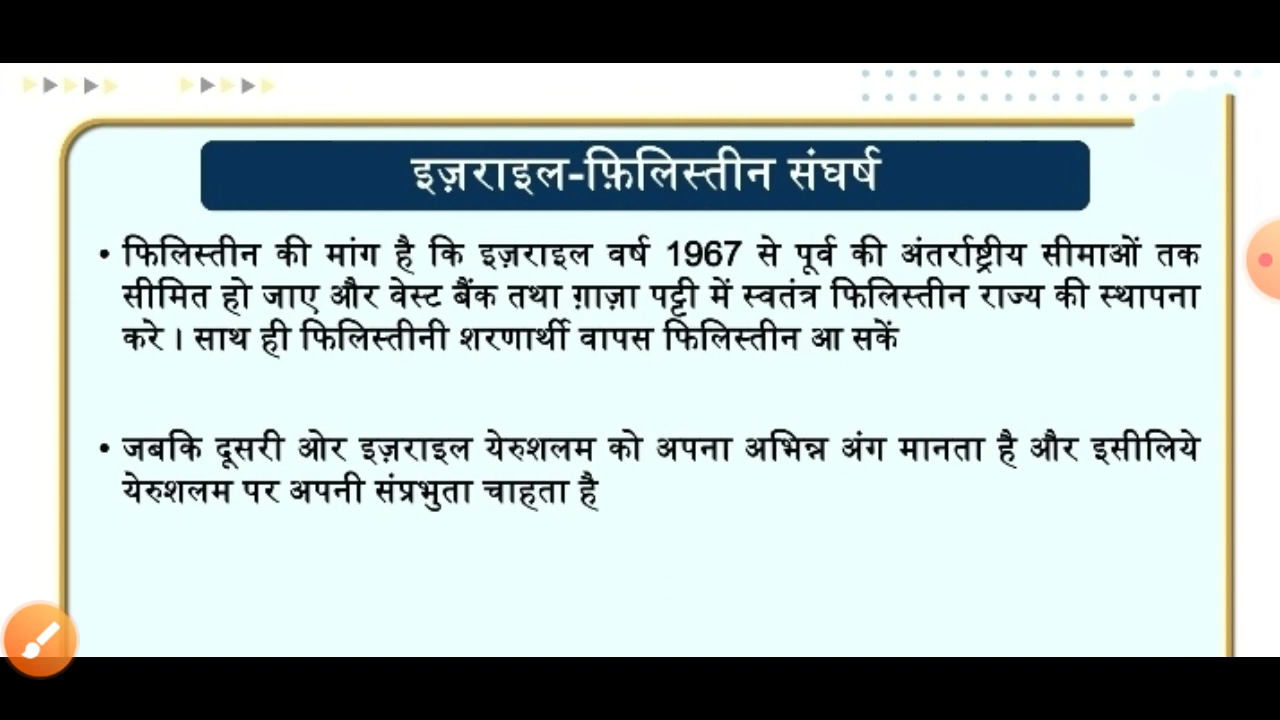 इज़राइल-फ़िलिस्तीन संघर्ष
• फिलिस्तीन की मांग है कि इज़राइल वर्ष 1967 से पूर्व की अंतर्राष्ट्रीय सीमाओं तक
सीमित हो जाए और वेस्ट बैंक तथा ग़ाज़ा पट्टी में स्वतंत्र फिलिस्तीन राज्य की स्थापना
करे । साथ ही फिलिस्तीनी शरणार्थी वापस फिलिस्तीन आ सकें
• जबकि दूसरी ओर इज़राइल येरुशलम को अपना अभिन्न अंग मानता है और इसीलिये
येरुशलम पर अपनी संप्रभुता चाहता है